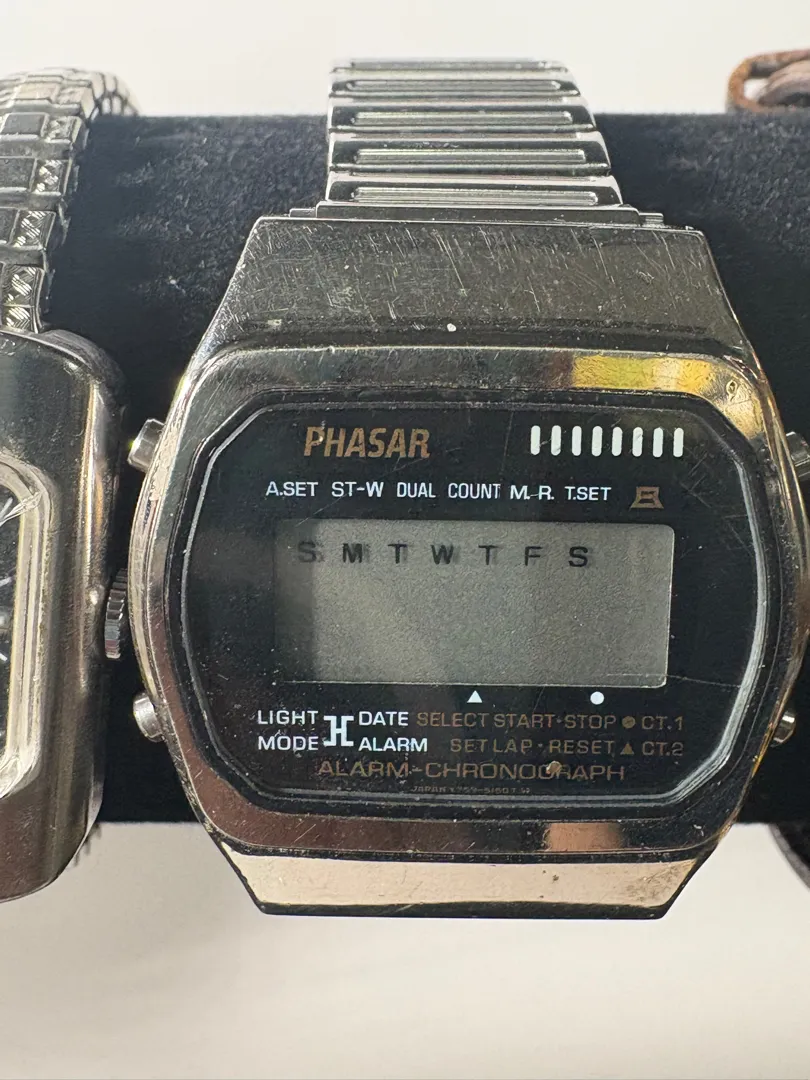 PHASAR
A.SET ST-W DUAL COUNT M.-R. T.SET
S M T W T F S
LIGHT DATE SELECT START·STOP ● CT.1
MODE ALARM SET LAP·RESET ▲ CT.2
ALARM-CHRONOGRAPH
JAPAN